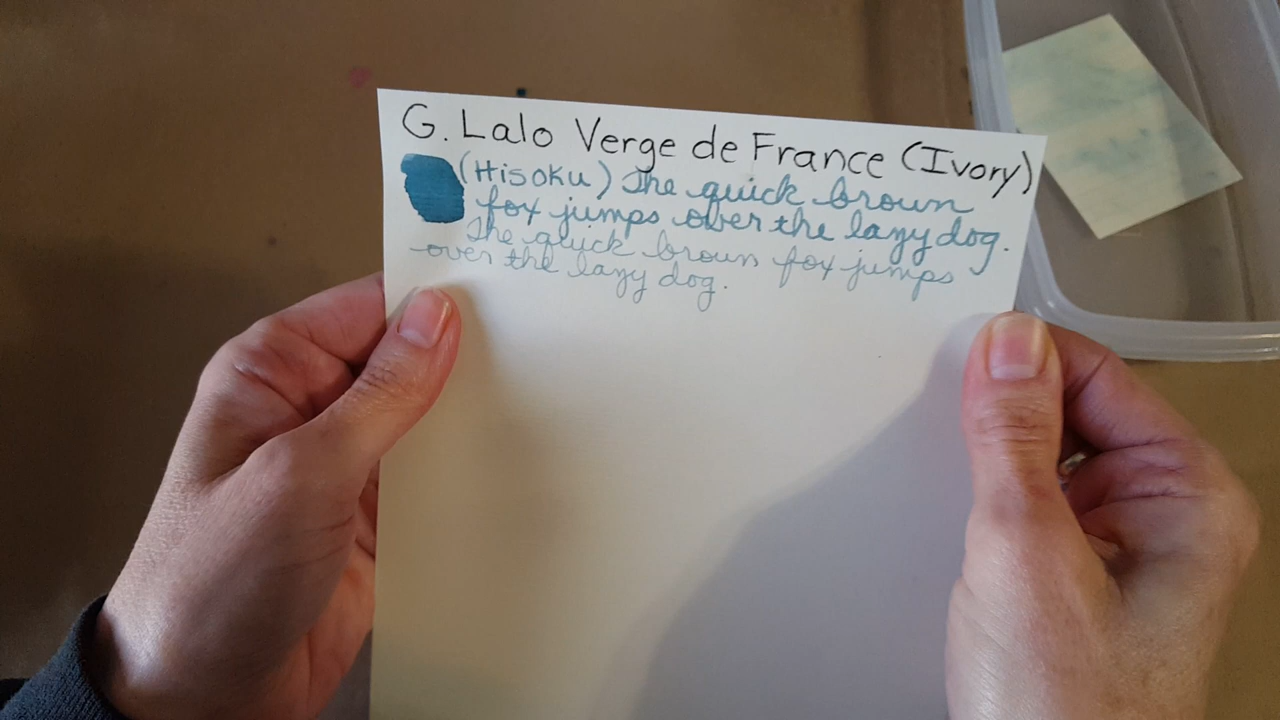 G. Lalo Verge de France (Ivory)
(Hisoku) The quick brown
fox jumps over the lazy dog.
The quick brown fox jumps
over the lazy dog.